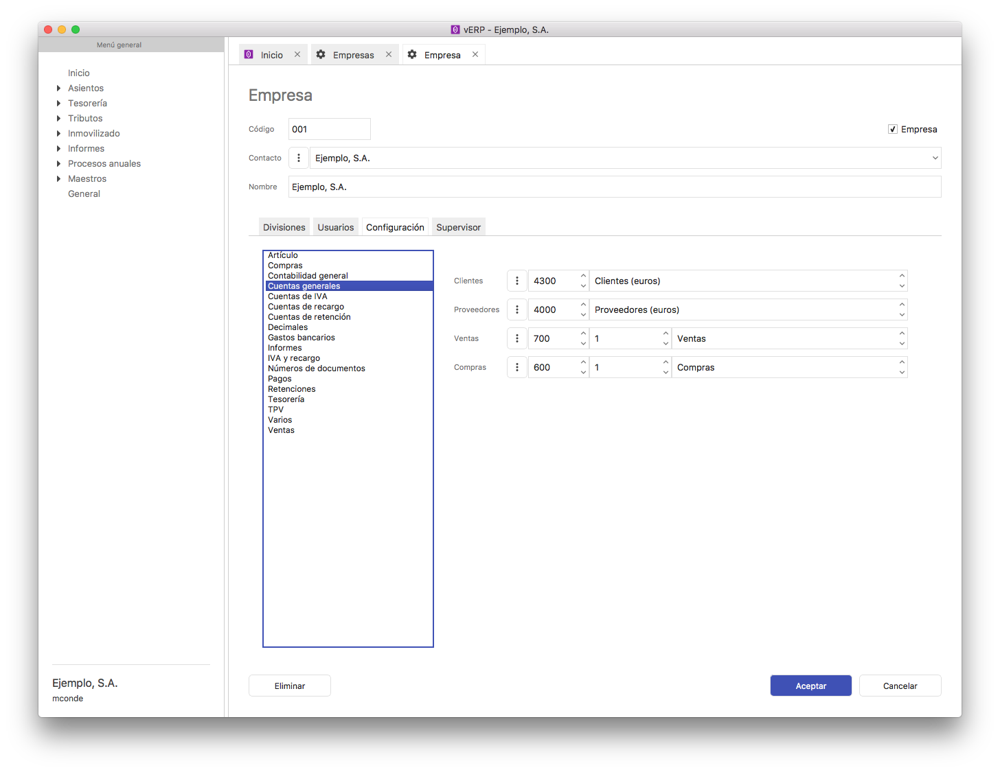 vERP - Ejemplo, S.A.
Menú general
Inicio
Asientos
Tesorería
Tributos
Inmovilizado
Informes
Procesos anuales
Maestros
General
Ejemplo, S.A.
mconde
Inicio Empresas Empresa
Empresa
Código 001 Empresa
Contacto Ejemplo, S.A.
Nombre Ejemplo, S.A.
Divisiones Usuarios Configuración Supervisor
Artículo
Compras
Contabilidad general
Cuentas generales
Cuentas de IVA
Cuentas de recargo
Cuentas de retención
Decimales
Gastos bancarios
Informes
IVA y recargo
Números de documentos
Pagos
Retenciones
Tesorería
TPV
Varios
Ventas
Clientes 4300 Clientes (euros)
Proveedores 4000 Proveedores (euros)
Ventas 700 1 Ventas
Compras 600 1 Compras
Eliminar Aceptar Cancelar